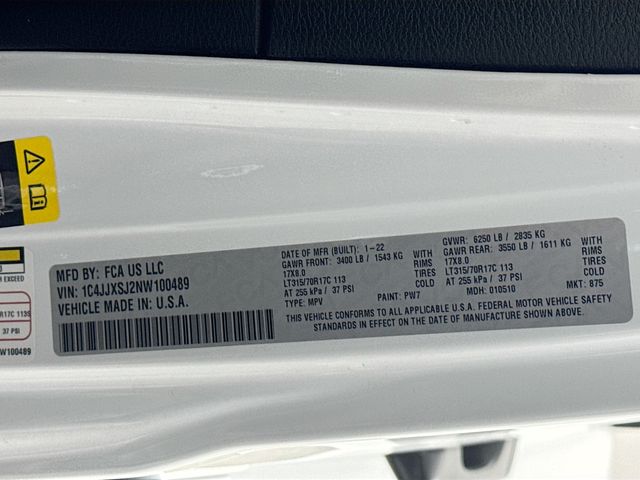 MFD BY: FCA US LLC
VIN: 1C4JJXSJ2NW100489
VEHICLE MADE IN: U.S.A.
DATE OF MFR (BUILT): 1-22
GAWR FRONT: 3400 LB / 1543 KG WITH
17X8.0 RIMS
LT315/70R17C 113 TIRES
AT 255 kPa / 37 PSI COLD
TYPE: MPV PAINT: PW7
GVWR: 6250 LB / 2835 KG
GAWR REAR: 3550 LB / 1611 KG WITH
17X8.0 RIMS
LT315/70R17C 113 TIRES
AT 255 kPa / 37 PSI COLD
MDH: 010510 MKT: 875
THIS VEHICLE CONFORMS TO ALL APPLICABLE U.S.A. FEDERAL MOTOR VEHICLE SAFETY
STANDARDS IN EFFECT ON THE DATE OF MANUFACTURE SHOWN ABOVE.
R EXCEED
R17C 113S
37 PSI
W100489